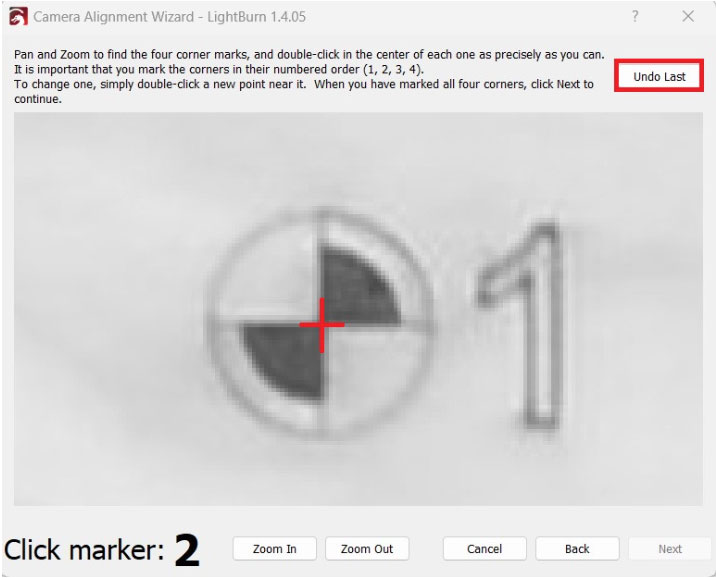 Camera Alignment Wizard - LightBurn 1.4.05
Pan and Zoom to find the four corner marks, and double-click in the center of each one as precisely as you can.
It is important that you mark the corners in their numbered order (1, 2, 3, 4).
To change one, simply double-click a new point near it.  When you have marked all four corners, click Next to
continue.
Undo Last
1
Click marker: 2
Zoom In
Zoom Out
Cancel
Back
Next